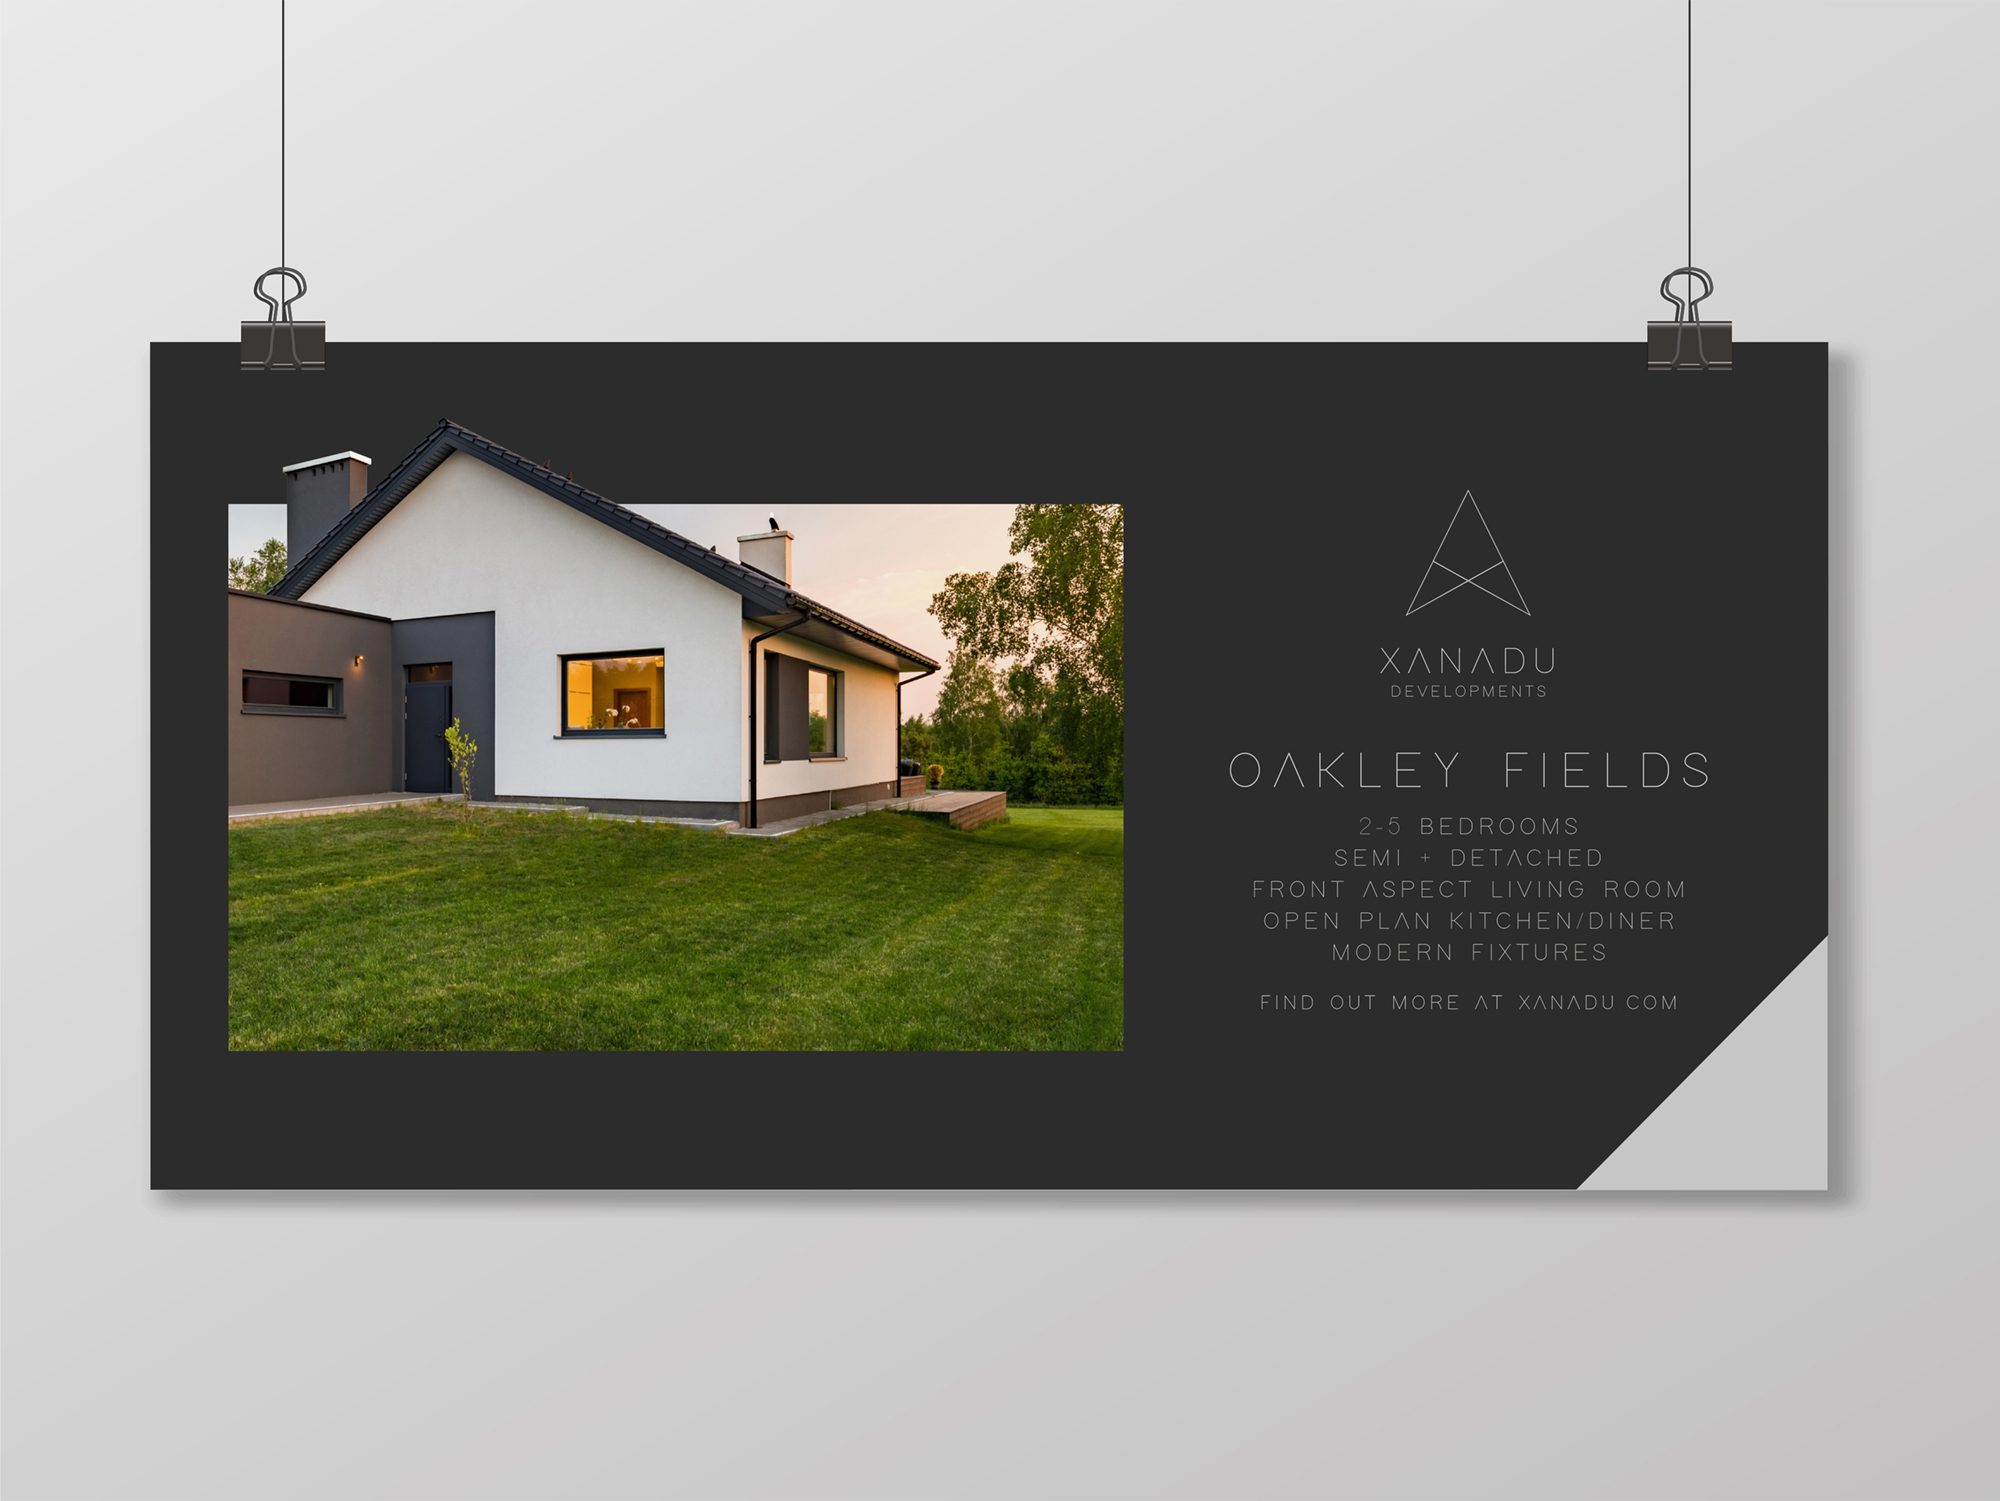 XANADU
DEVELOPMENTS
OAKLEY FIELDS
2-5 BEDROOMS
SEMI + DETACHED
FRONT ASPECT LIVING ROOM
OPEN PLAN KITCHEN/DINER
MODERN FIXTURES
FIND OUT MORE AT XANADU.COM